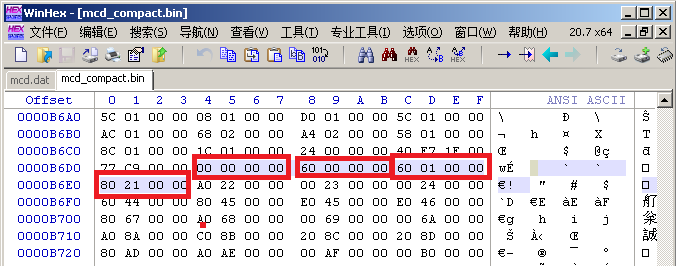 WinHex - [mcd_compact.bin]
文件(F) 编辑(E) 搜索(S) 导航(N) 查看(V) 工具(T) 专业工具(I) 选项(O) 窗口(W) 帮助(H) 20.7 x64
mcd.dat mcd_compact.bin
Offset 0 1 2 3 4 5 6 7 8 9 A B C D E F ANSI ASCII
0000B6A0 5C 01 00 00 08 01 00 00 D0 01 00 00 5C 01 00 00 \ Ð \
0000B6B0 AC 01 00 00 68 02 00 00 A4 02 00 00 58 01 00 00 ¬ h ¤ X
0000B6C0 8C 01 00 00 1C 01 00 00 24 00 00 00 40 E7 1E 00 Œ $ @ç
0000B6D0 77 C9 00 00 00 00 00 00 60 00 00 00 60 01 00 00 wÉ ` `
0000B6E0 80 21 00 00 A0 22 00 00 00 23 00 00 00 24 00 00 €! " # $
0000B6F0 60 44 00 00 80 45 00 00 E0 45 00 00 E0 46 00 00 `D €E àE àF
0000B700 80 67 00 00 A0 68 00 00 00 69 00 00 00 6A 00 00 €g h i j
0000B710 A0 8A 00 00 C0 8B 00 00 20 8C 00 00 20 8D 00 00 Š À‹ Œ
0000B720 80 AD 00 00 A0 AE 00 00 00 AF 00 00 00 B0 00 00 €- ® ¯ °